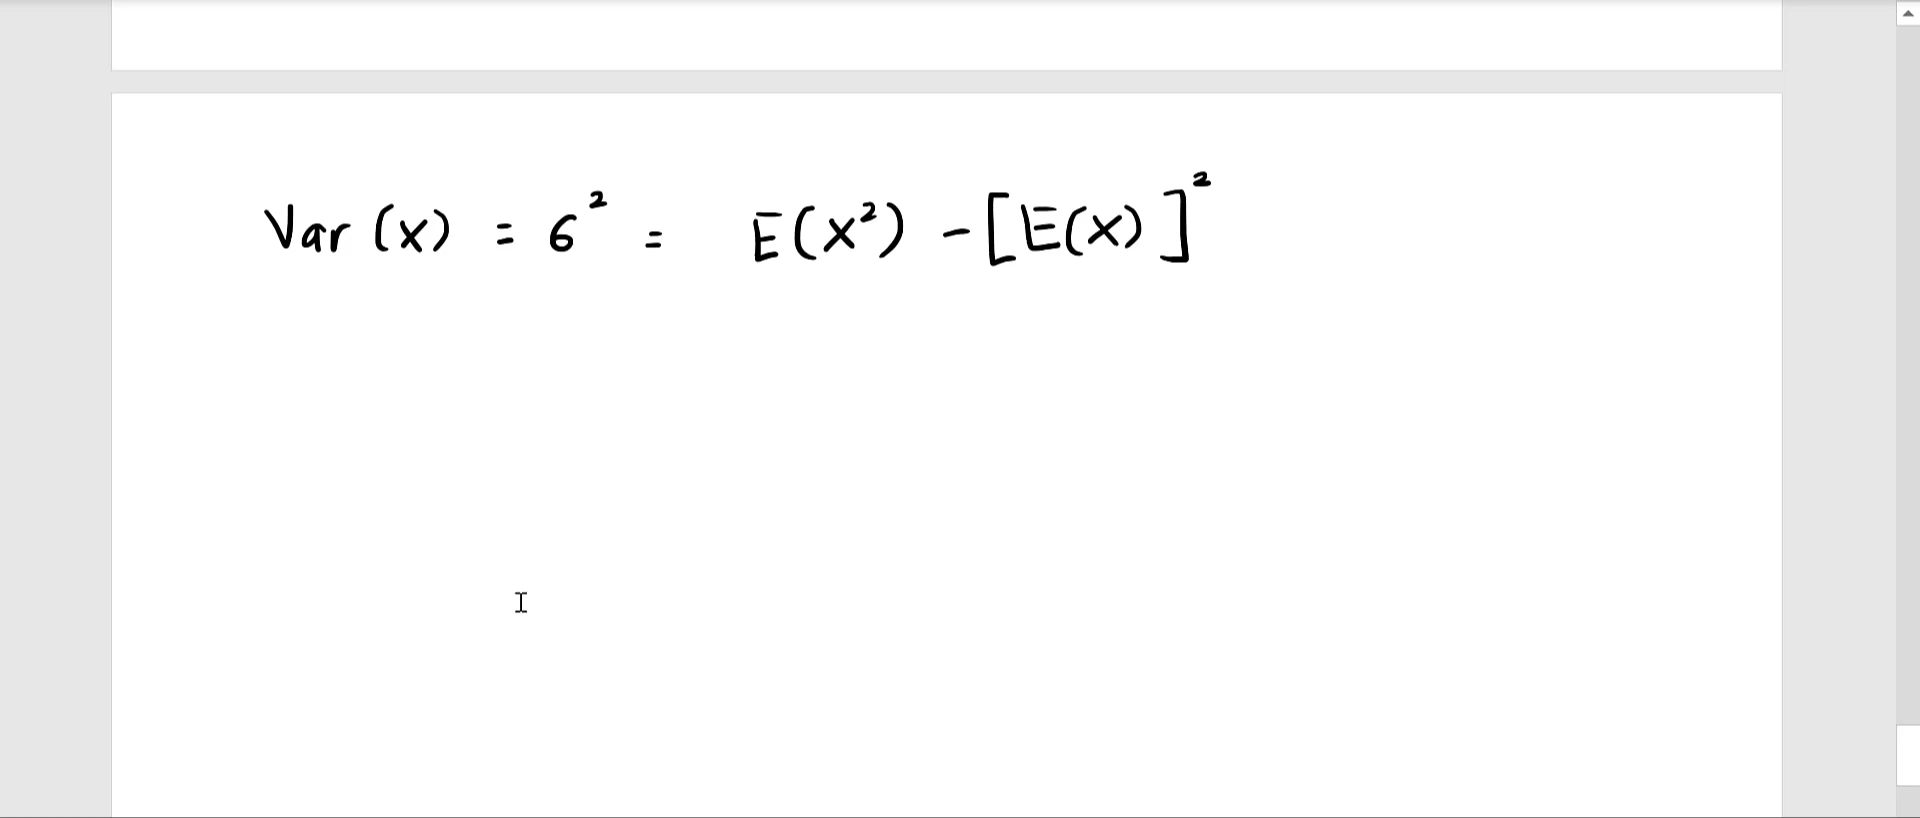 Var (x) = 6² = E(x²) - [E(x)]²